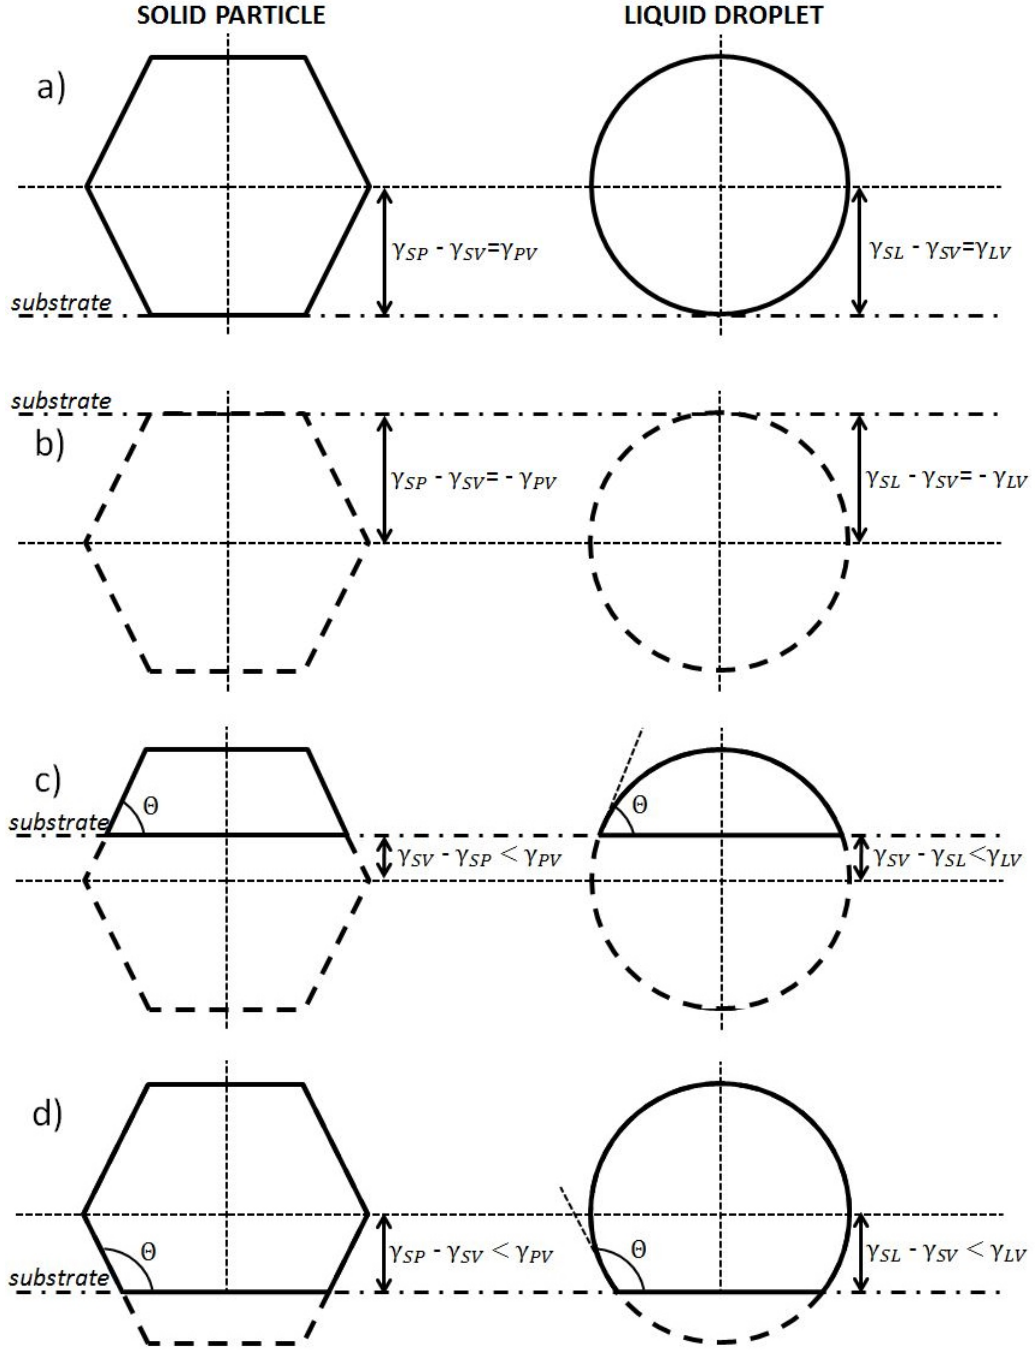 SOLID PARTICLE LIQUID DROPLET
a)
γSP - γSV=γPV γSL - γSV=γLV
substrate
substrate
b)
γSP - γSV= - γPV γSL - γSV= - γLV
c)
Θ Θ
substrate
γSV - γSP < γPV γSV - γSL<γLV
d)
Θ Θ
γSP - γSV < γPV γSL - γSV < γLV
substrate